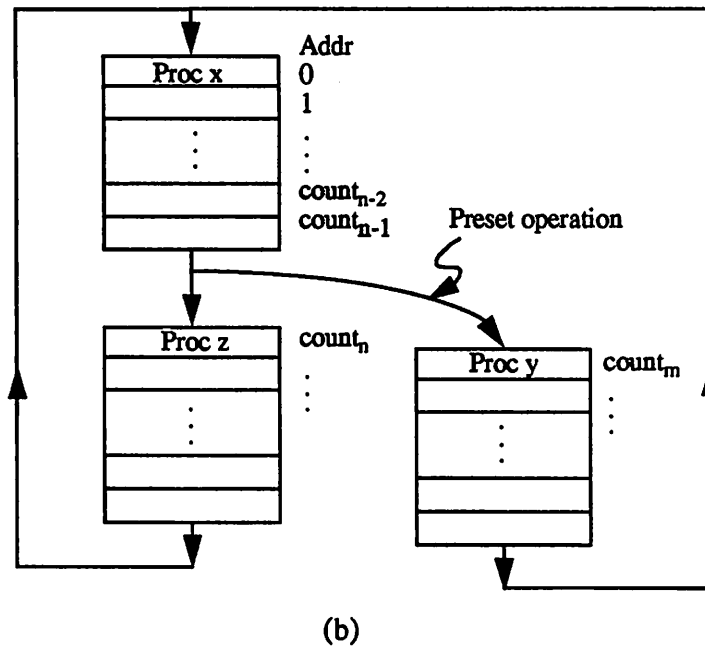 Addr
Proc x 0
1
count_{n-2}
count_{n-1}
Preset operation
Proc z count_n
Proc y count_m
(b)